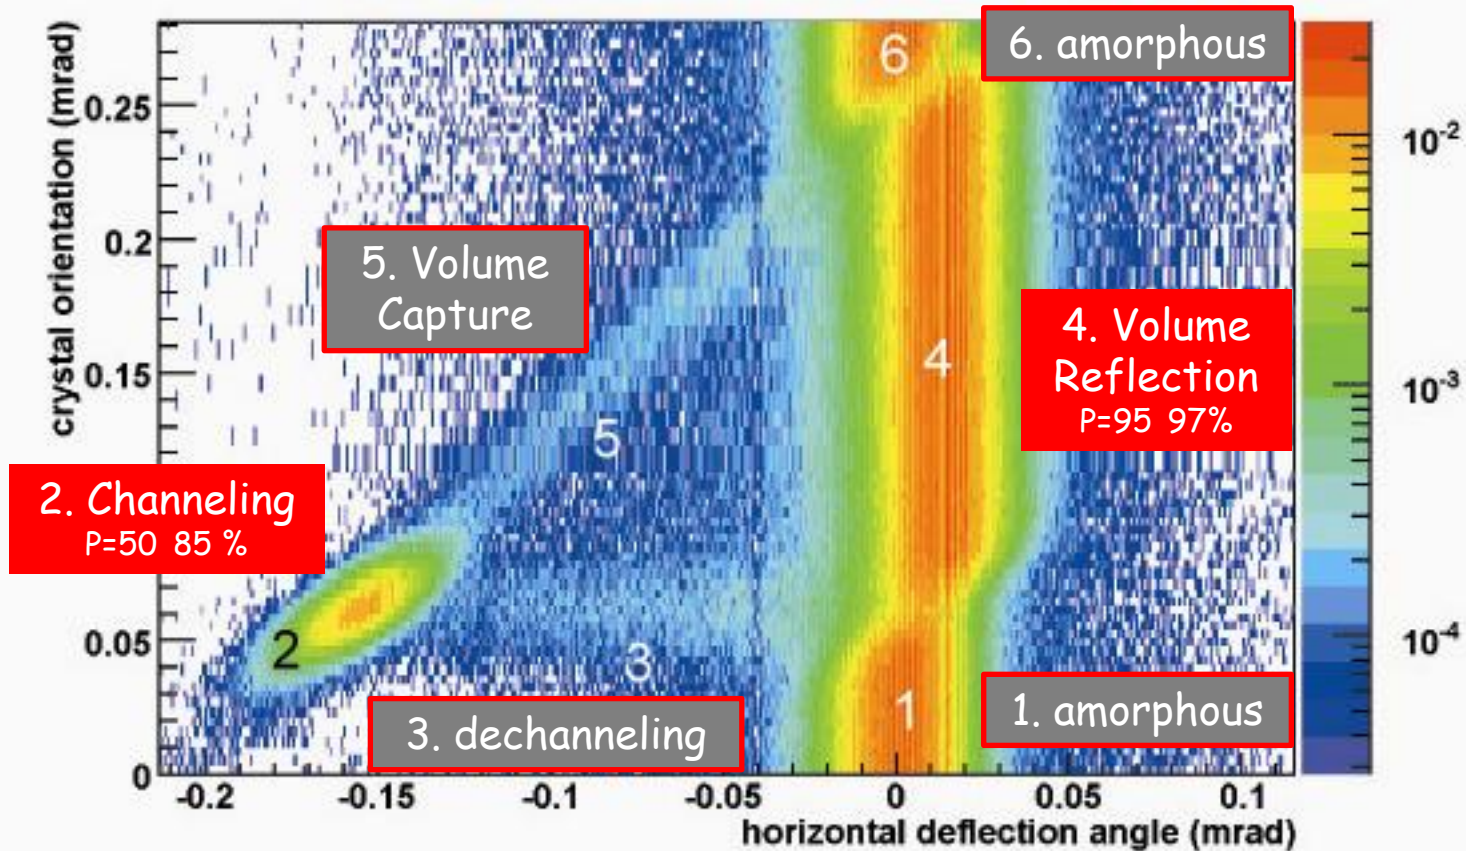 6
6. amorphous
0.25
10-2
crystal orientation (mrad)
0.2
5. Volume
Capture
4. Volume
Reflection
P=95 97%
0.15
4
10-3
5
2. Channeling
P=50 85 %
0.05
2
3
10-4
1
1. amorphous
3. dechanneling
0
-0.2
-0.15
-0.1
-0.05
0
0.05
0.1
horizontal deflection angle (mrad)